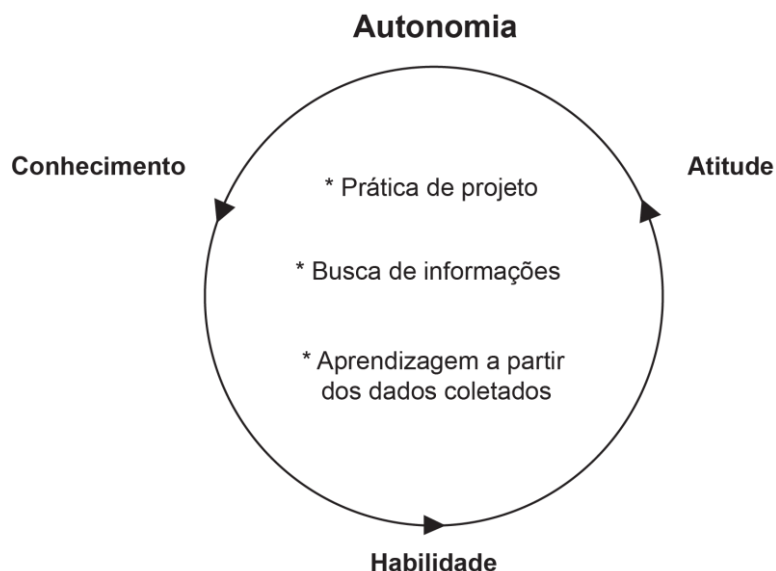 Autonomia
Conhecimento
Atitude
* Prática de projeto
* Busca de informações
* Aprendizagem a partir
dos dados coletados
Habilidade